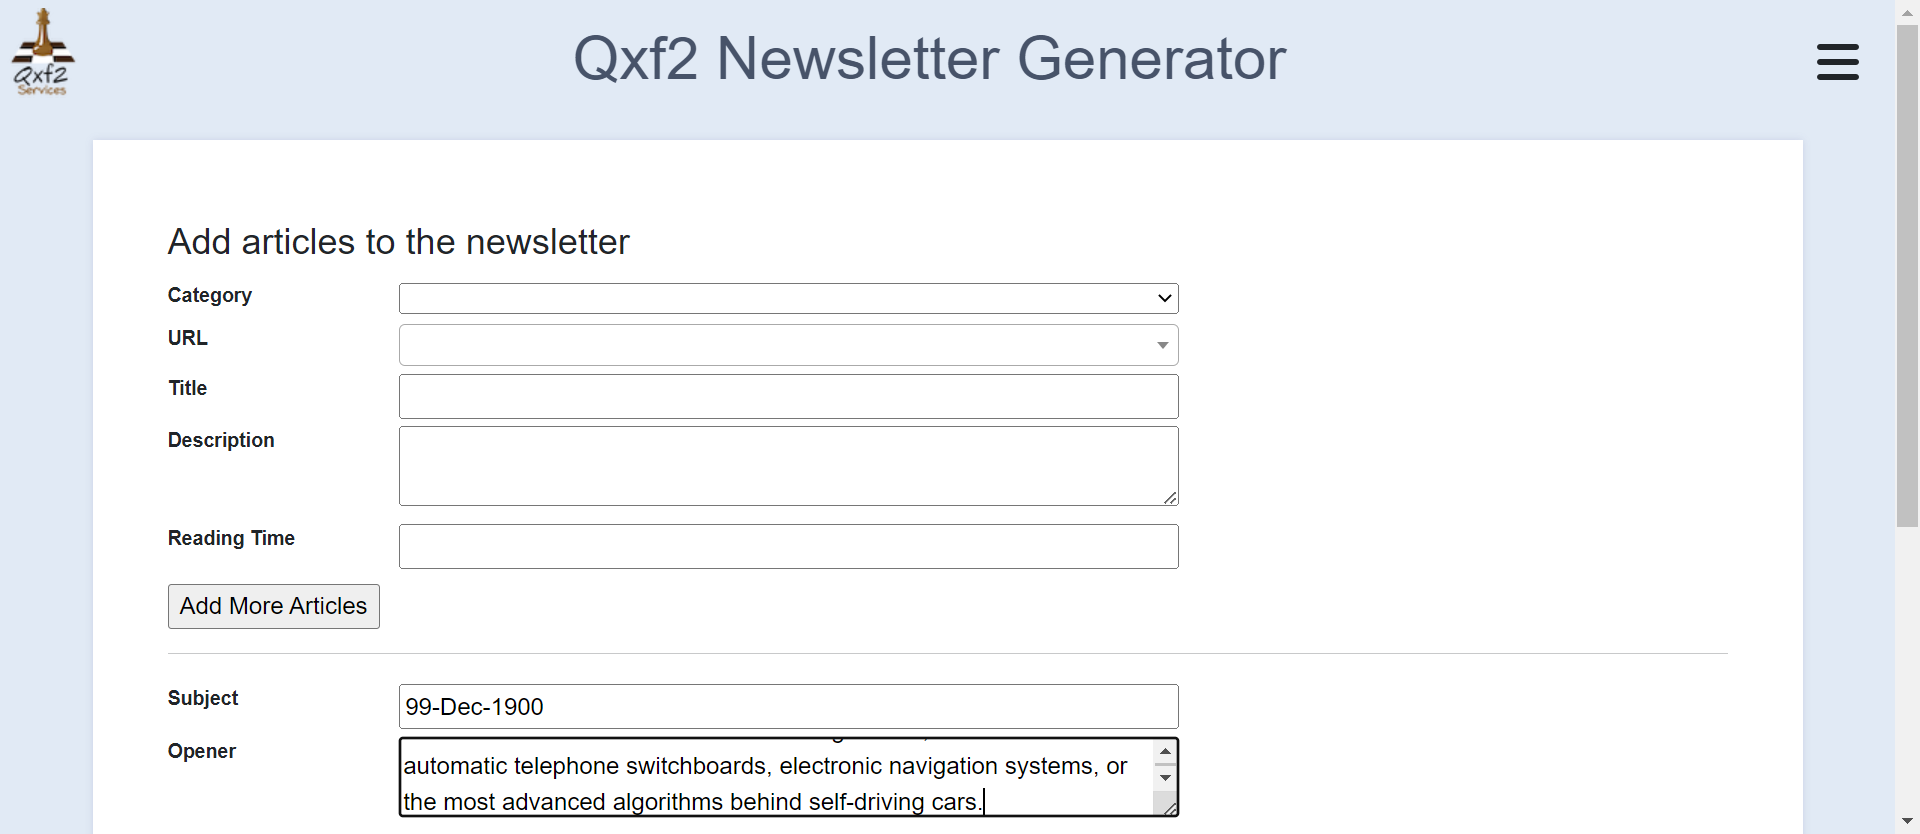 Qxf2
Services
Qxf2 Newsletter Generator
Add articles to the newsletter
Category
URL
Title
Description
Reading Time
Add More Articles
Subject
99-Dec-1900
Opener
automatic telephone switchboards, electronic navigation systems, or
the most advanced algorithms behind self-driving cars.